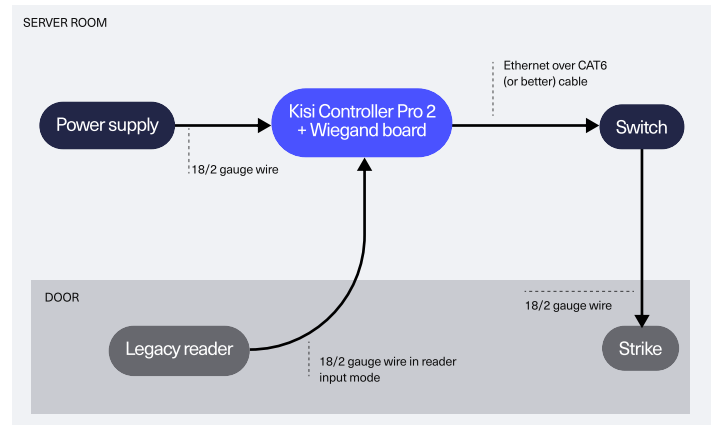 SERVER ROOM
Ethernet over CAT6
(or better) cable
Power supply
Kisi Controller Pro 2
+ Wiegand board
Switch
18/2 gauge wire
DOOR
18/2 gauge wire
Legacy reader
18/2 gauge wire in reader
input mode
Strike